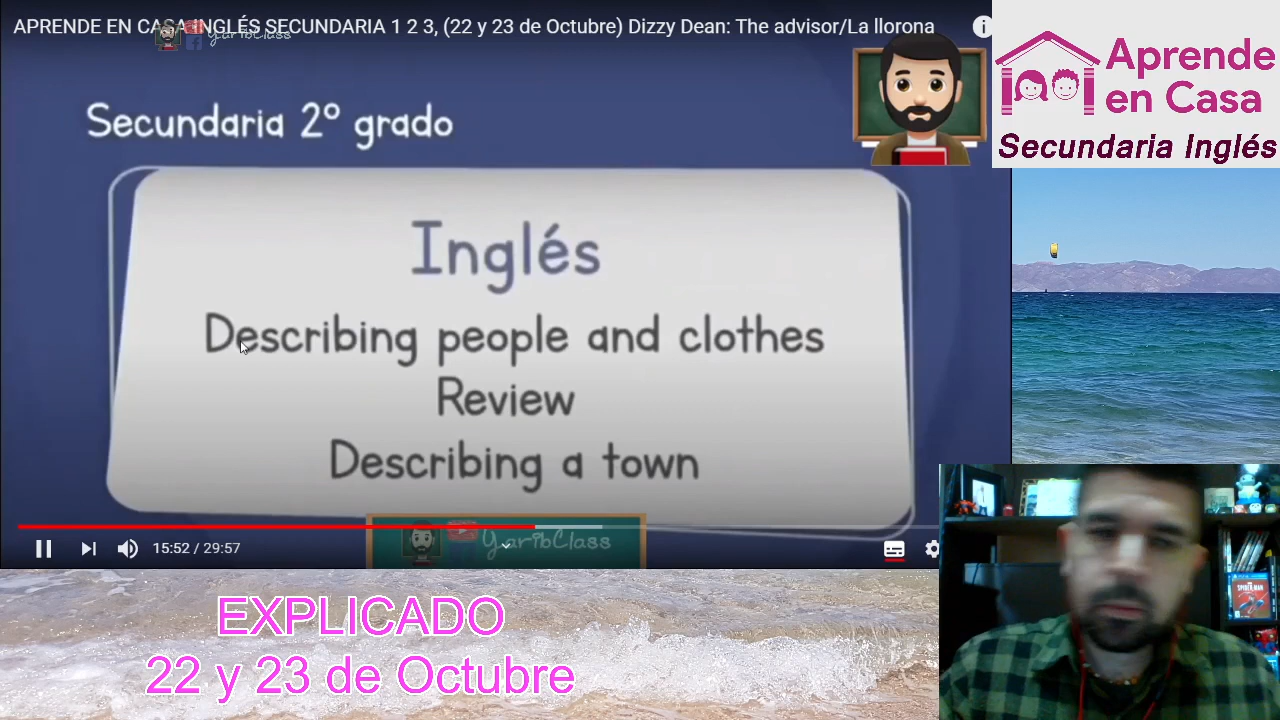 APRENDE EN CASA INGLÉS SECUNDARIA 1 2 3, (22 y 23 de Octubre) Dizzy Dean: The advisor/La llorona
YaribClass
Aprende
en Casa
Secundaria Inglés
Secundaria 2° grado
Inglés
Describing people and clothes
Review
Describing a town
YaribClass
15:52 / 29:57
EXPLICADO
22 y 23 de Octubre